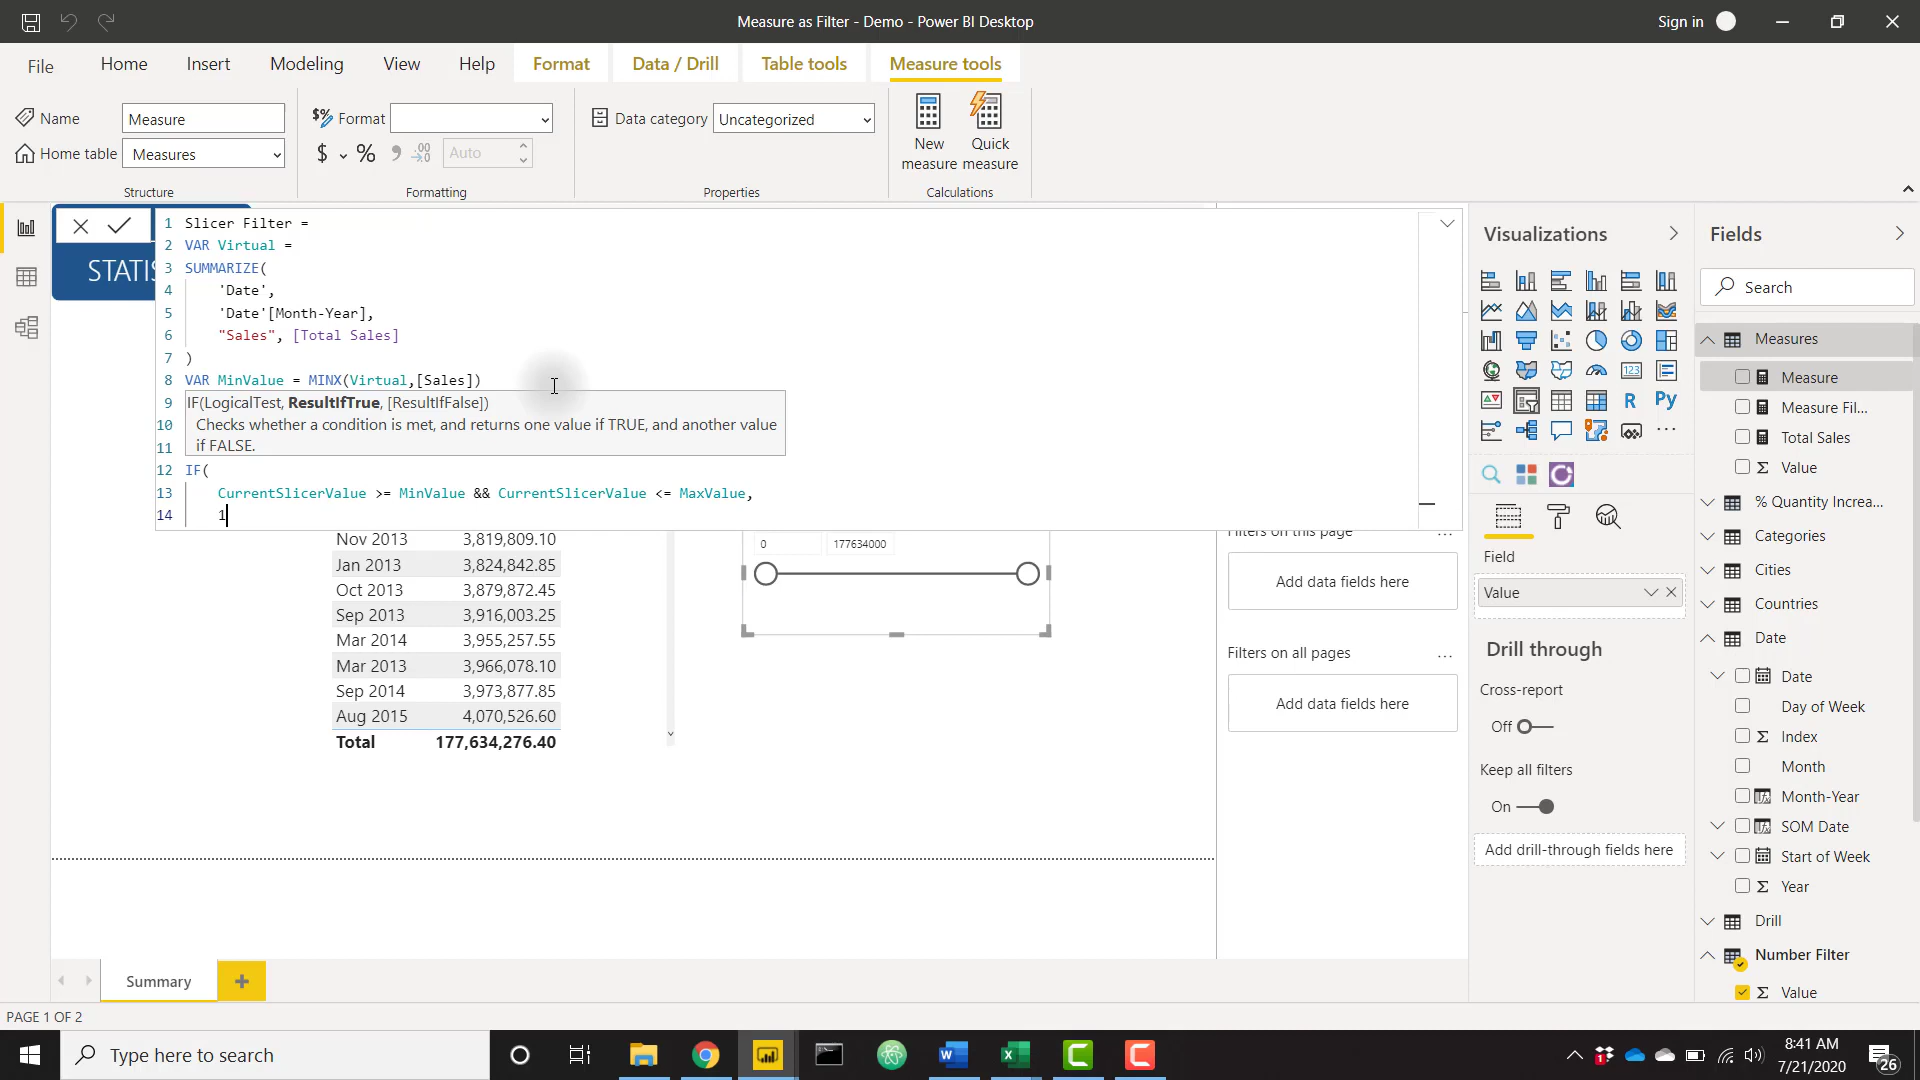 Measure as Filter - Demo - Power BI Desktop
Sign in
File Home Insert Modeling View Help Format Data / Drill Table tools Measure tools
Name Measure
Home table Measures
Structure
Format
$ % Auto
Formatting
Data category Uncategorized
Properties
New measure
Quick measure
Calculations
STATIS
1 Slicer Filter =
2 VAR Virtual =
3 SUMMARIZE(
4 'Date',
5 'Date'[Month-Year],
6 "Sales", [Total Sales]
7 )
8 VAR MinValue = MINX(Virtual,[Sales])
9 IF(LogicalTest, ResultIfTrue, [ResultIfFalse])
10 Checks whether a condition is met, and returns one value if TRUE, and another value
11 if FALSE.
12 IF(
13 CurrentSlicerValue >= MinValue && CurrentSlicerValue <= MaxValue,
14 1
Nov 2013 3,819,809.10
Jan 2013 3,824,842.85
Oct 2013 3,879,872.45
Sep 2013 3,916,003.25
Mar 2014 3,955,257.55
Mar 2013 3,966,078.10
Sep 2014 3,973,877.85
Aug 2015 4,070,526.60
Total 177,634,276.40
0 177634000
Filters on this page ...
Add data fields here
Filters on all pages ...
Add data fields here
Visualizations
123
R Py
...
Field
Value
Drill through
Cross-report
Off
Keep all filters
On
Add drill-through fields here
Fields
Search
Measures
Measure
Measure Fil...
Total Sales
Value
% Quantity Increa...
Categories
Cities
Countries
Date
Date
Day of Week
Index
Month
Month-Year
SOM Date
Start of Week
Year
Drill
Number Filter
Value
Summary
PAGE 1 OF 2
Type here to search
8:41 AM
7/21/2020
26